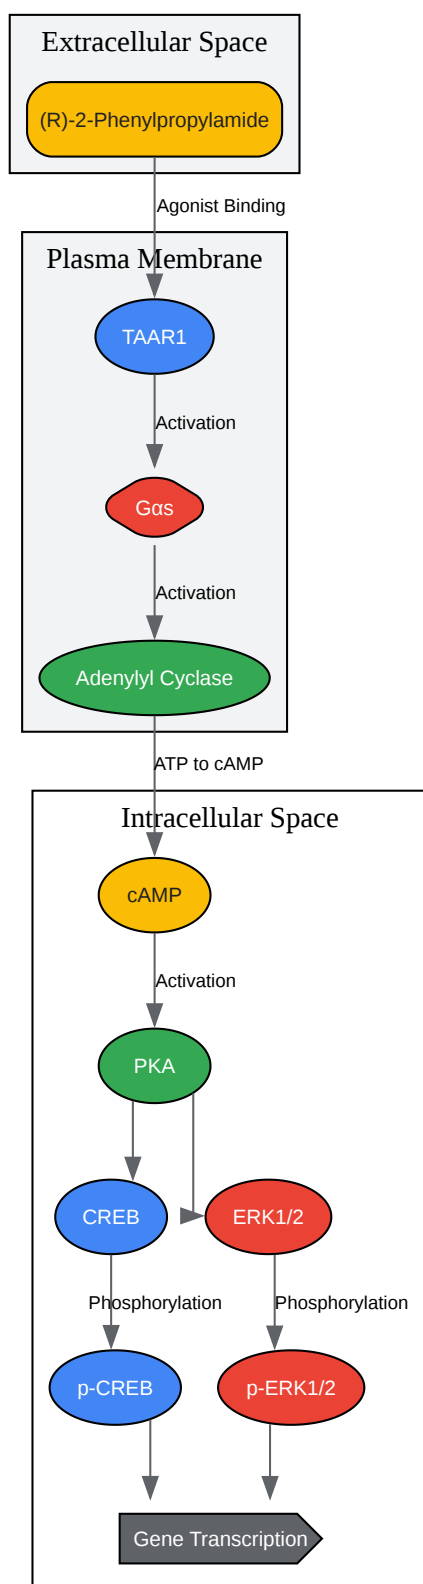 Extracellular Space
(R)-2-Phenylpropylamide
Agonist Binding
Plasma Membrane
TAAR1
Activation
Gαs
Activation
Adenylyl Cyclase
ATP to cAMP
Intracellular Space
cAMP
Activation
PKA
CREB
ERK1/2
Phosphorylation
Phosphorylation
p-CREB
p-ERK1/2
Gene Transcription